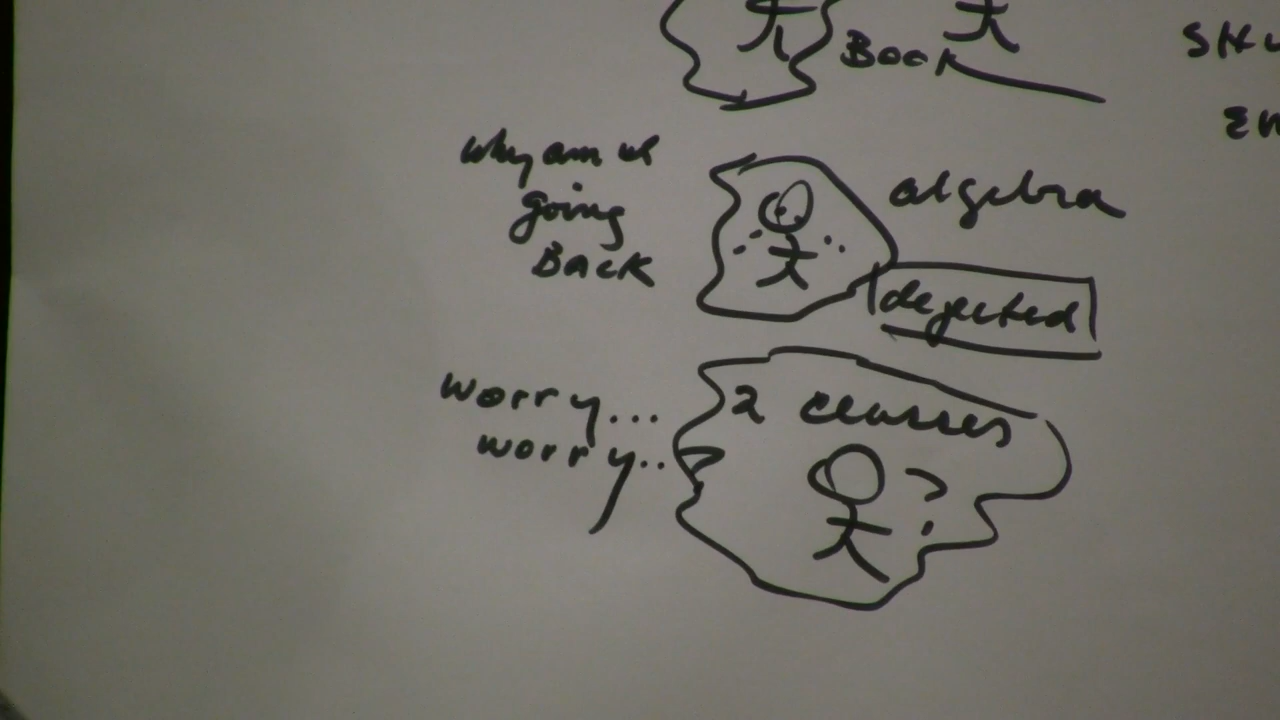 Book
why am
going
Back
algebra
dejected
worry...
worry..
2 classes
?